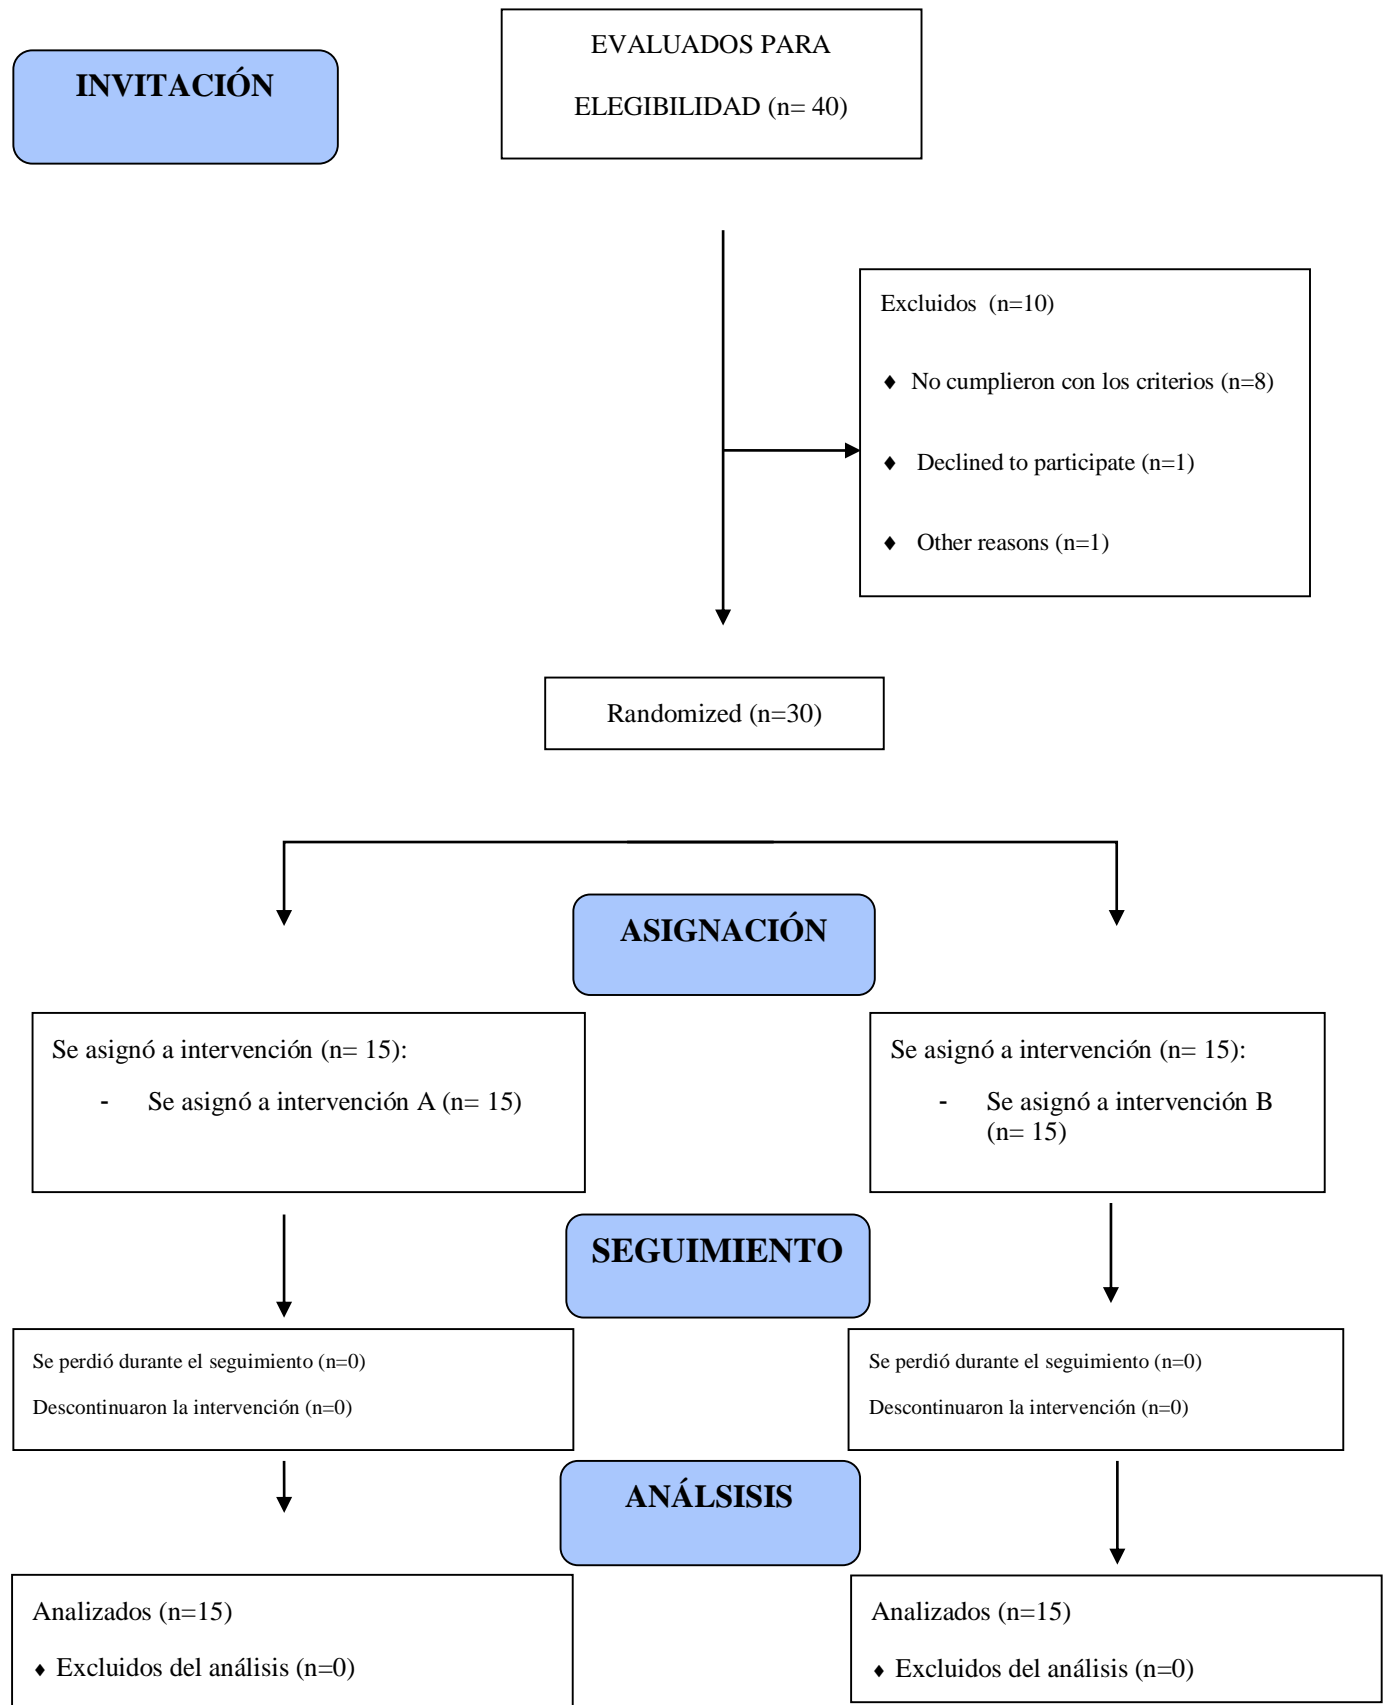 INVITACIÓN
EVALUADOS PARA
ELEGIBILIDAD (n= 40)
Excluidos (n=10)
♦ No cumplieron con los criterios (n=8)
♦ Declined to participate (n=1)
♦ Other reasons (n=1)
Randomized (n=30)
ASIGNACIÓN
Se asignó a intervención (n= 15):
- Se asignó a intervención A (n= 15)
Se asignó a intervención (n= 15):
- Se asignó a intervención B
(n= 15)
SEGUIMIENTO
Se perdió durante el seguimiento (n=0)
Descontinuaron la intervención (n=0)
Se perdió durante el seguimiento (n=0)
Descontinuaron la intervención (n=0)
ANÁLSISIS
Analizados (n=15)
♦ Excluidos del análisis (n=0)
Analizados (n=15)
♦ Excluidos del análisis (n=0)